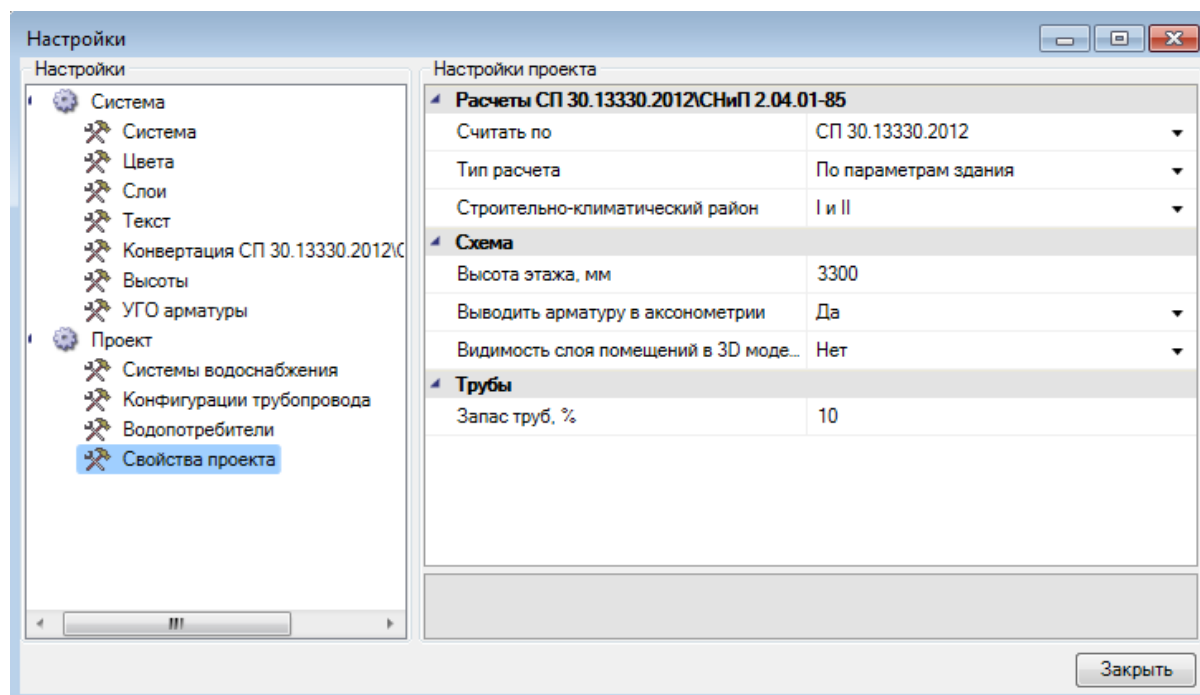 Настройки
Настройки
Система
Система
Цвета
Слои
Текст
Конвертация СП 30.13330.2012\С
Высоты
УГО арматуры
Проект
Системы водоснабжения
Конфигурации трубопровода
Водопотребители
Свойства проекта
Настройки проекта
Расчеты СП 30.13330.2012\СНиП 2.04.01-85
Считать по СП 30.13330.2012
Тип расчета По параметрам здания
Строительно-климатический район I и II
Схема
Высота этажа, мм 3300
Выводить арматуру в аксонометрии Да
Видимость слоя помещений в 3D моде... Нет
Трубы
Запас труб, % 10
Закрыть